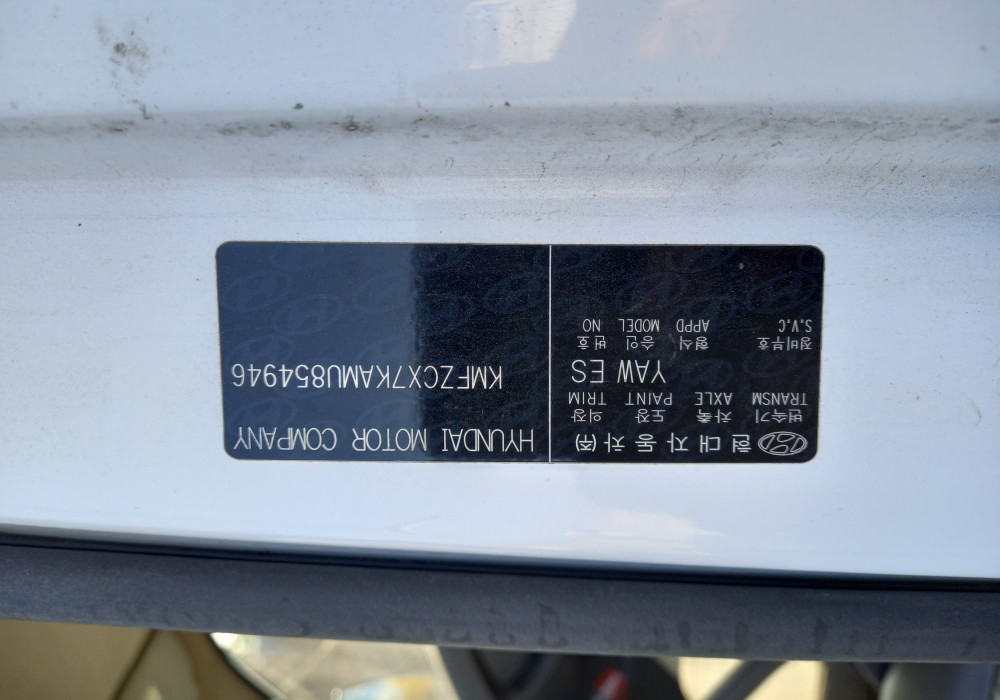 현대자동차(주)
변속기 차축 도장 의장
TRANSM AXLE PAINT TRIM
YAW ES
정비부호 형식 승인 번호
S.V.C APPD MODEL NO
HYUNDAI MOTOR COMPANY
KMFZCX7KAMU854946